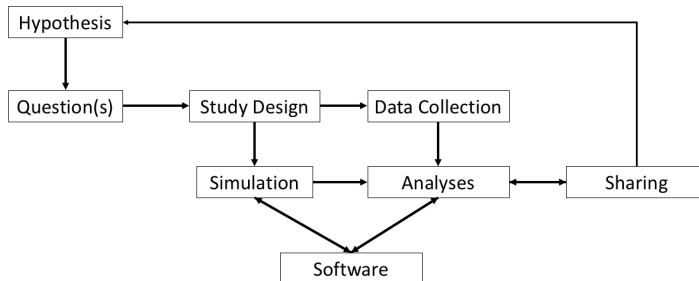 Hypothesis
Question(s)
Study Design
Data Collection
Simulation
Analyses
Sharing
Software